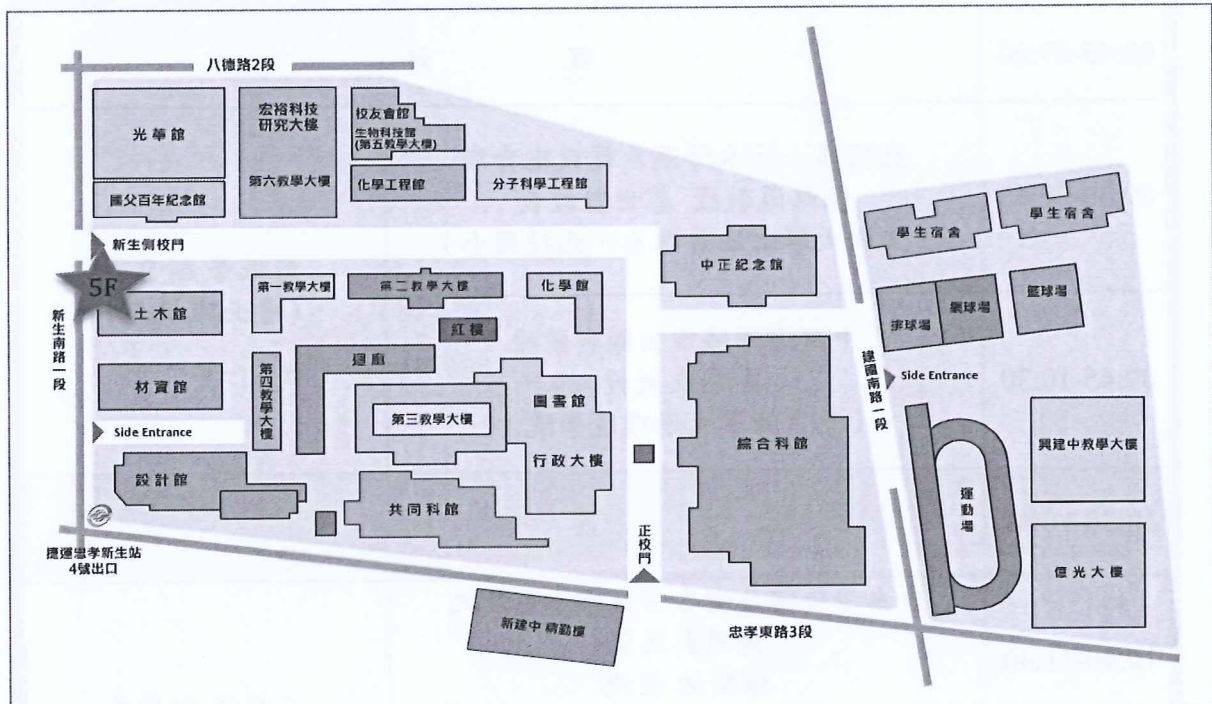 八德路2段
光華館
宏裕科技
研究大樓
校友會館
生物科技館
(第五教學大樓)
第六教學大樓
化學工程館
分子科學工程館
國父百年紀念館
學生宿舍
學生宿舍
新生側校門
中正紀念館
5F
第一教學大樓
第二教學大樓
化學館
土木館
紅樓
排球場
網球場
籃球場
新生南路一段
迴廊
建國南路一段
Side Entrance
材資館
第四教學大樓
第三教學大樓
圖書館
Side Entrance
綜合科館
興建中教學大樓
行政大樓
設計館
共同科館
運動場
正校門
捷運忠孝新生站
4號出口
億光大樓
新建中精勤樓
忠孝東路3段